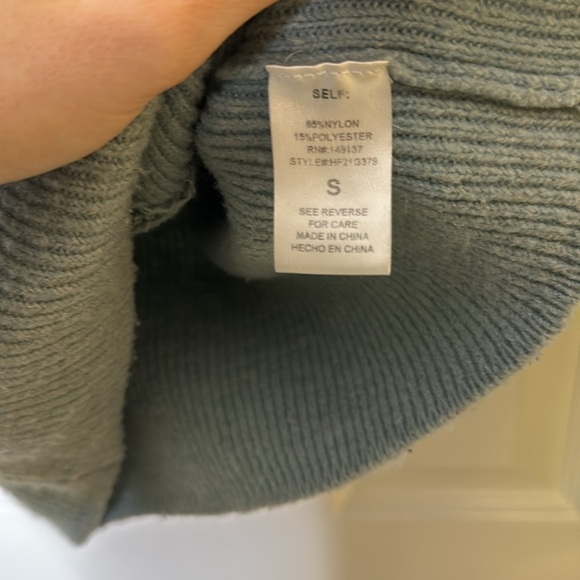 SELF:
85%NYLON
15%POLYESTER
RN#:149137
STYLE#:HF21G379
S
SEE REVERSE
FOR CARE
MADE IN CHINA
HECHO EN CHINA